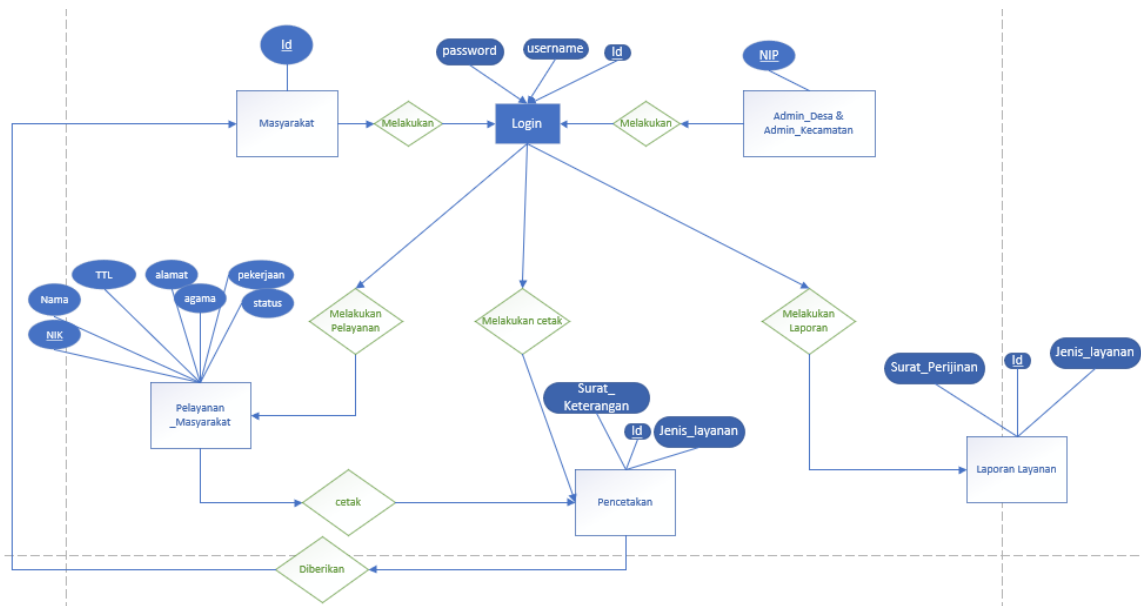 Id
password
username
Id
NIP
Masyarakat
Melakukan
Login
Melakukan
Admin_Desa &
Admin_Kecamatan
TTL
alamat
pekerjaan
Nama
agama
status
NIK
Melakukan
Pelayanan
Melakukan cetak
Melakukan
Laporan
Surat_Perijinan
Id
Jenis_layanan
Pelayanan
_Masyarakat
Surat_
Keterangan
Id
Jenis_layanan
Laporan Layanan
cetak
Pencetakan
Diberikan